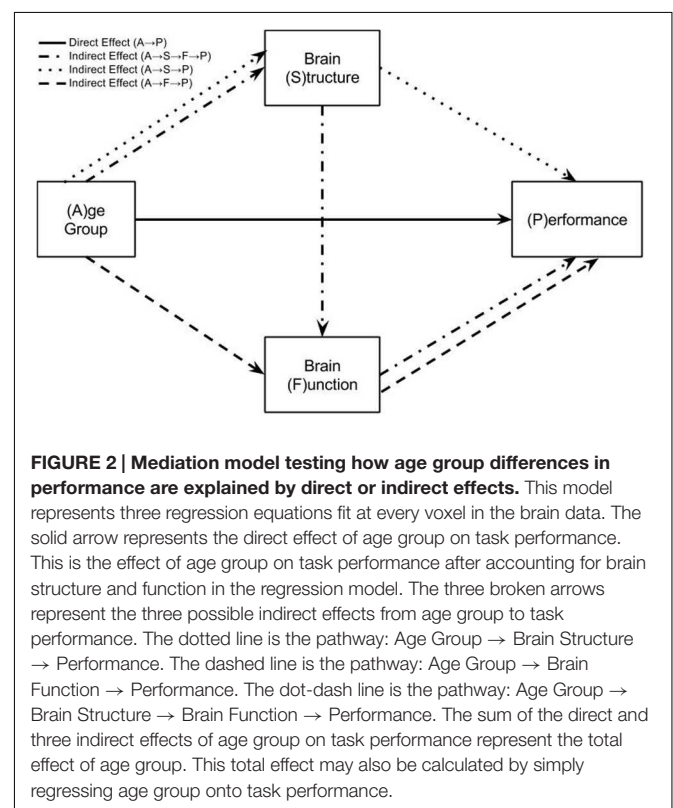 Direct Effect (A→P)
Indirect Effect (A→S→F→P)
Indirect Effect (A→S→P)
Indirect Effect (A→F→P)
Brain
(S)tructure
(A)ge
Group
(P)erformance
Brain
(F)unction
FIGURE 2 | Mediation model testing how age group differences in
performance are explained by direct or indirect effects. This model
represents three regression equations fit at every voxel in the brain data. The
solid arrow represents the direct effect of age group on task performance.
This is the effect of age group on task performance after accounting for brain
structure and function in the regression model. The three broken arrows
represent the three possible indirect effects from age group to task
performance. The dotted line is the pathway: Age Group → Brain Structure
→ Performance. The dashed line is the pathway: Age Group → Brain
Function → Performance. The dot-dash line is the pathway: Age Group →
Brain Structure → Brain Function → Performance. The sum of the direct and
three indirect effects of age group on task performance represent the total
effect of age group. This total effect may also be calculated by simply
regressing age group onto task performance.